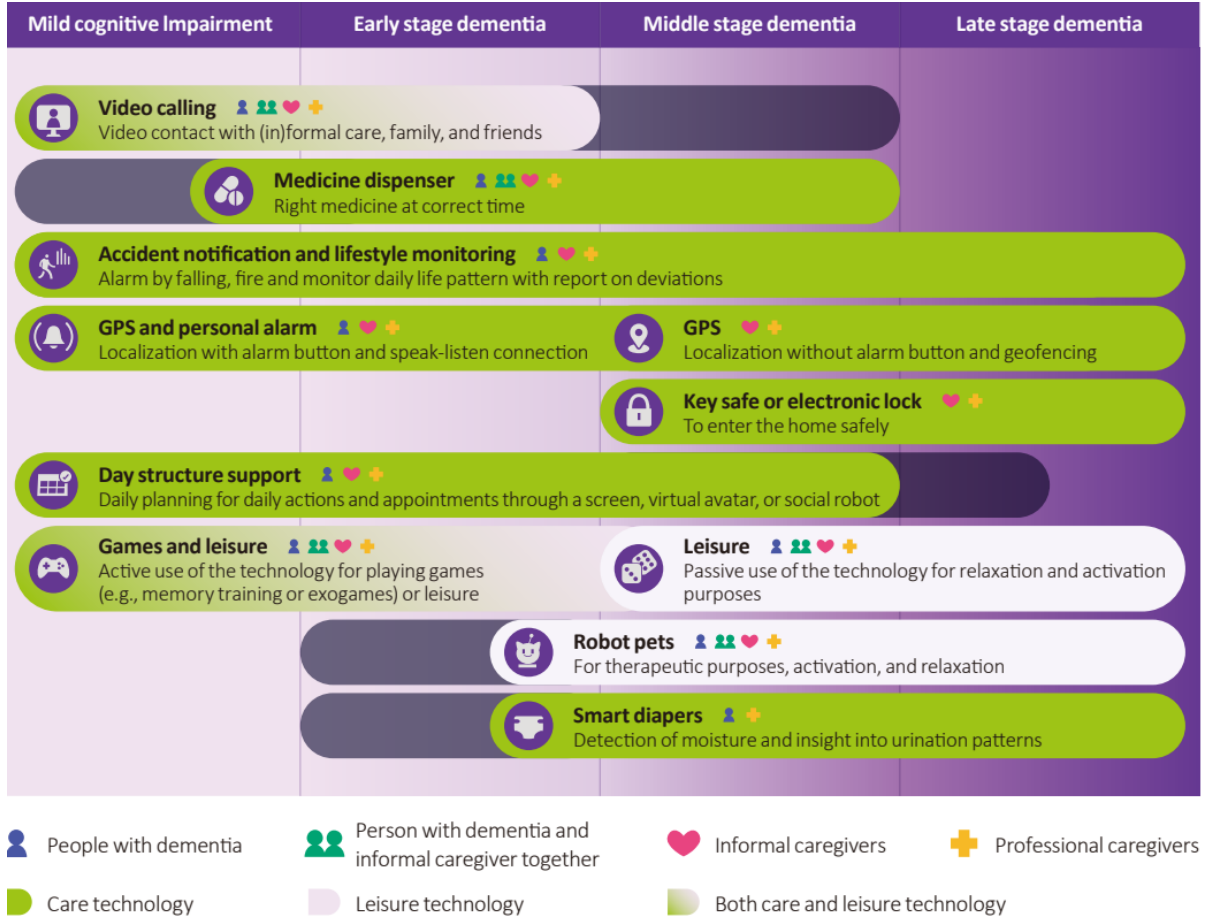 Mild cognitive Impairment
Early stage dementia
Middle stage dementia
Late stage dementia
Video calling
Video contact with (in)formal care, family, and friends
Medicine dispenser
Right medicine at correct time
Accident notification and lifestyle monitoring
Alarm by falling, fire and monitor daily life pattern with report on deviations
GPS and personal alarm
Localization with alarm button and speak-listen connection
GPS
Localization without alarm button and geofencing
Key safe or electronic lock
To enter the home safely
Day structure support
Daily planning for daily actions and appointments through a screen, virtual avatar, or social robot
Games and leisure
Active use of the technology for playing games
(e.g., memory training or exogames) or leisure
Leisure
Passive use of the technology for relaxation and activation
purposes
Robot pets
For therapeutic purposes, activation, and relaxation
Smart diapers
Detection of moisture and insight into urination patterns
People with dementia
Person with dementia and
informal caregiver together
Informal caregivers
Professional caregivers
Care technology
Leisure technology
Both care and leisure technology